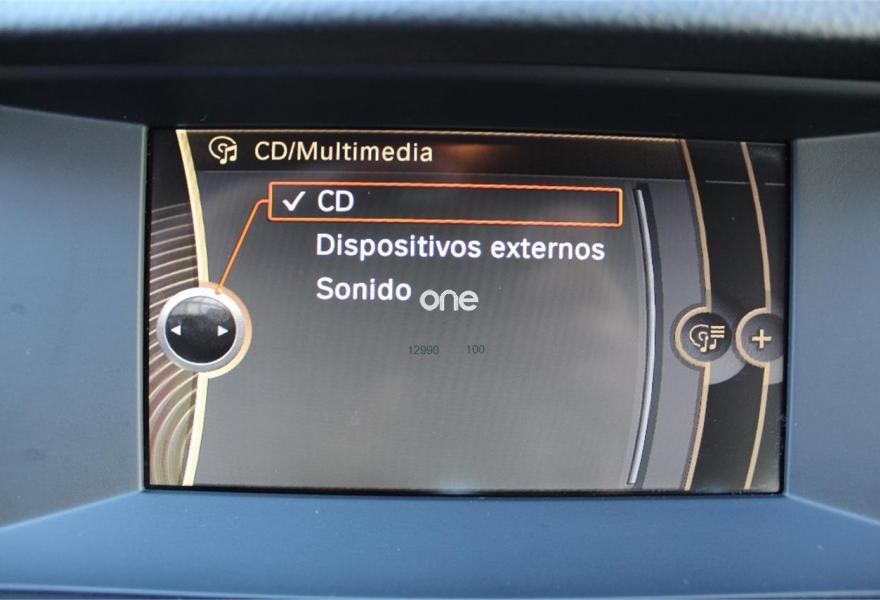 CD/Multimedia
✓ CD
Dispositivos externos
Sonido
one
12990 100